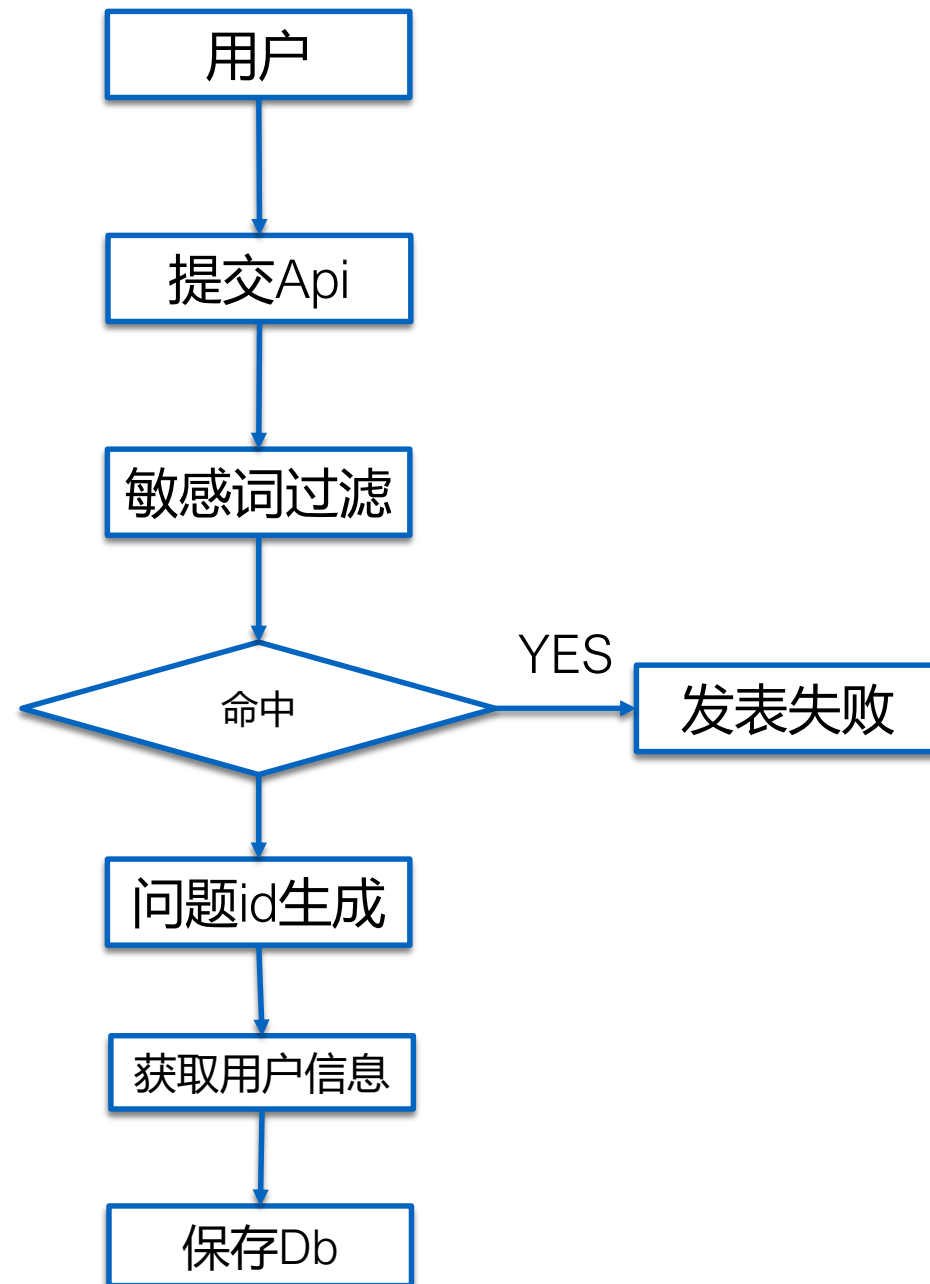 用户
提交Api
敏感词过滤
命中
YES
发表失败
问题id生成
获取用户信息
保存Db